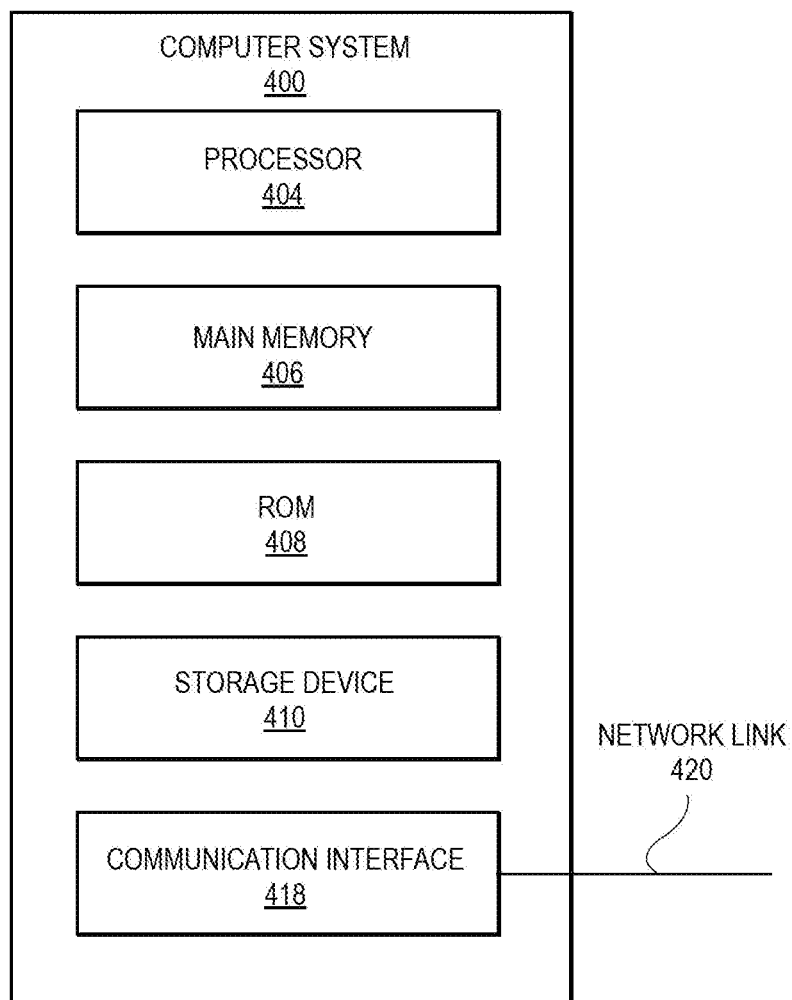 COMPUTER SYSTEM
400
PROCESSOR
404
MAIN MEMORY
406
ROM
408
STORAGE DEVICE
410
NETWORK LINK
420
COMMUNICATION INTERFACE
418